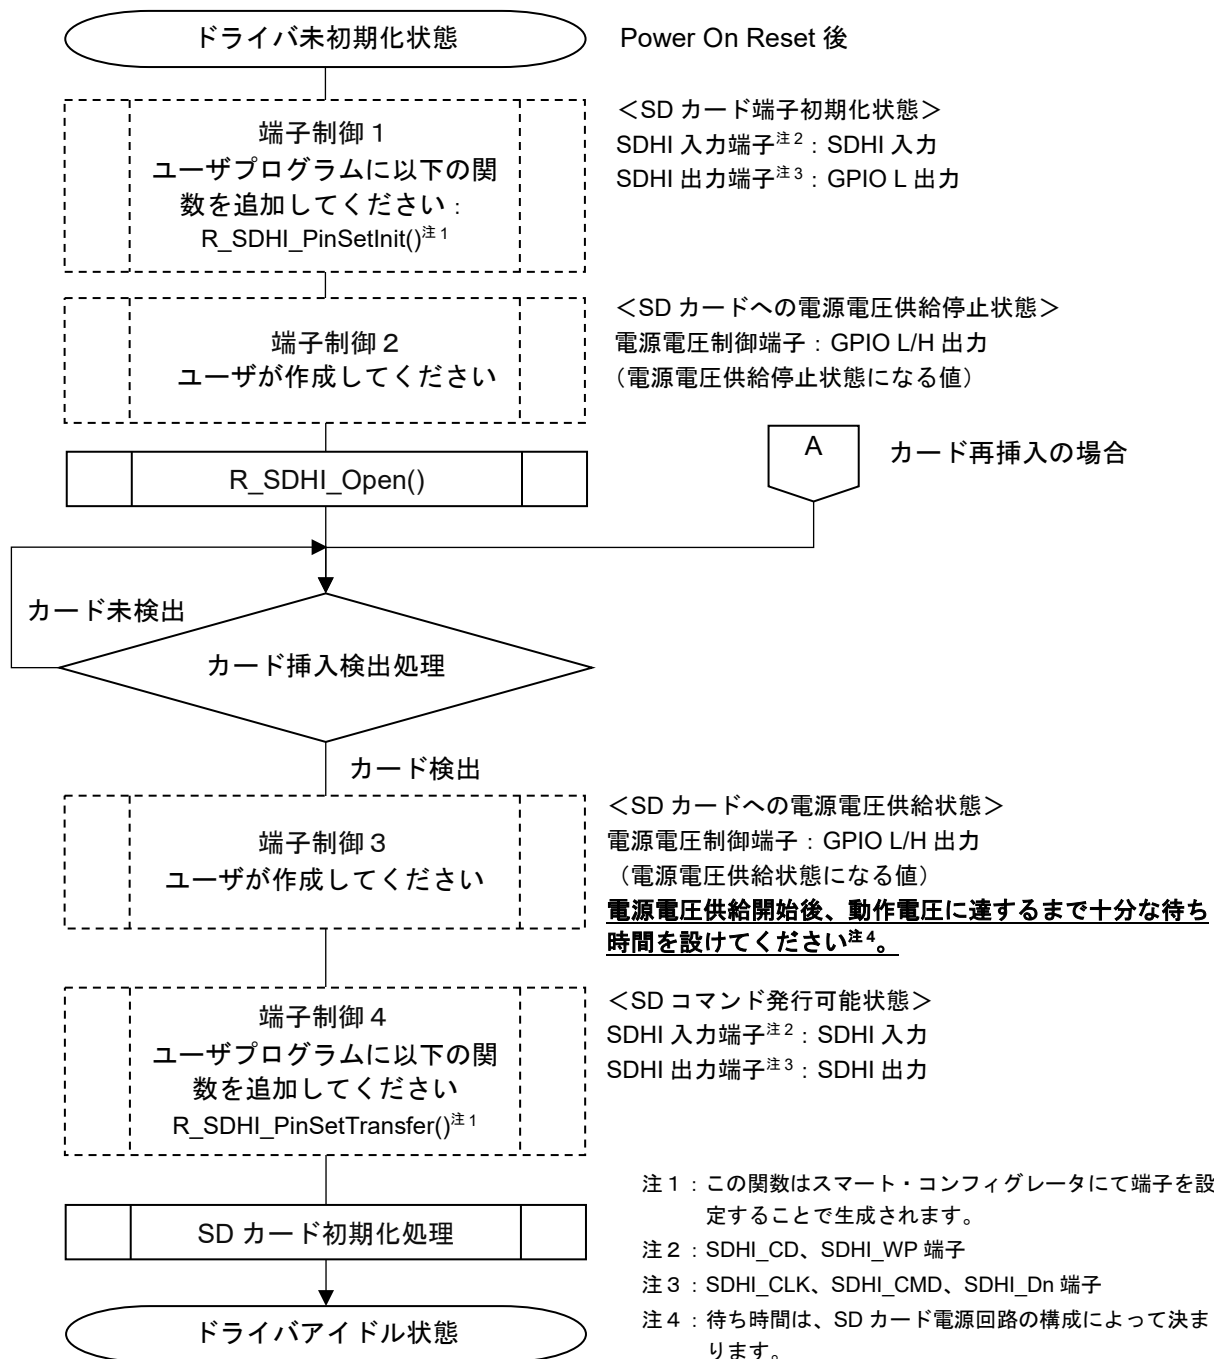 ドライバ未初期化状態
Power On Reset 後
端子制御1
ユーザプログラムに以下の関
数を追加してください：
R_SDHI_PinSetInit()注1
＜SD カード端子初期化状態＞
SDHI 入力端子注2：SDHI 入力
SDHI 出力端子注3：GPIO L 出力
端子制御2
ユーザが作成してください
＜SD カードへの電源電圧供給停止状態＞
電源電圧制御端子：GPIO L/H 出力
（電源電圧供給停止状態になる値）
R_SDHI_Open()
A
カード再挿入の場合
カード未検出
カード挿入検出処理
カード検出
端子制御3
ユーザが作成してください
＜SD カードへの電源電圧供給状態＞
電源電圧制御端子：GPIO L/H 出力
（電源電圧供給状態になる値）
電源電圧供給開始後、動作電圧に達するまで十分な待ち
時間を設けてください注4。
端子制御4
ユーザプログラムに以下の関
数を追加してください
R_SDHI_PinSetTransfer()注1
＜SD コマンド発行可能状態＞
SDHI 入力端子注2：SDHI 入力
SDHI 出力端子注3：SDHI 出力
SD カード初期化処理
ドライバアイドル状態
注1：この関数はスマート・コンフィグレータにて端子を設
定することで生成されます。
注2：SDHI_CD、SDHI_WP 端子
注3：SDHI_CLK、SDHI_CMD、SDHI_Dn 端子
注4：待ち時間は、SD カード電源回路の構成によって決ま
ります。